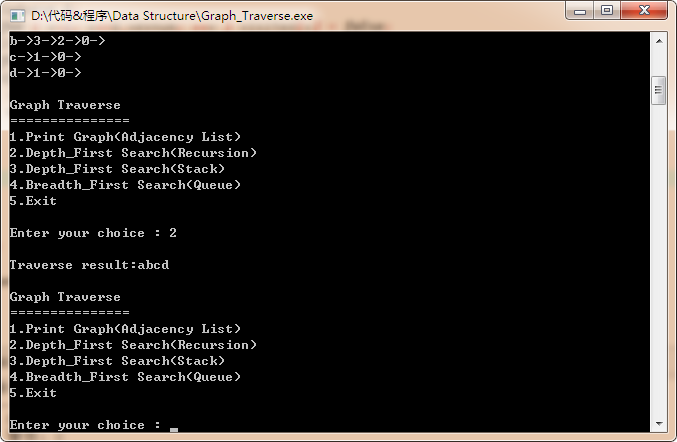 D:\代码&程序\Data Structure\Graph_Traverse.exe
b->3->2->0->
c->1->0->
d->1->0->
Graph Traverse
===============
1.Print Graph(Adjacency List)
2.Depth_First Search(Recursion)
3.Depth_First Search(Stack)
4.Breadth_First Search(Queue)
5.Exit
Enter your choice : 2
Traverse result:abcd
Graph Traverse
===============
1.Print Graph(Adjacency List)
2.Depth_First Search(Recursion)
3.Depth_First Search(Stack)
4.Breadth_First Search(Queue)
5.Exit
Enter your choice : _